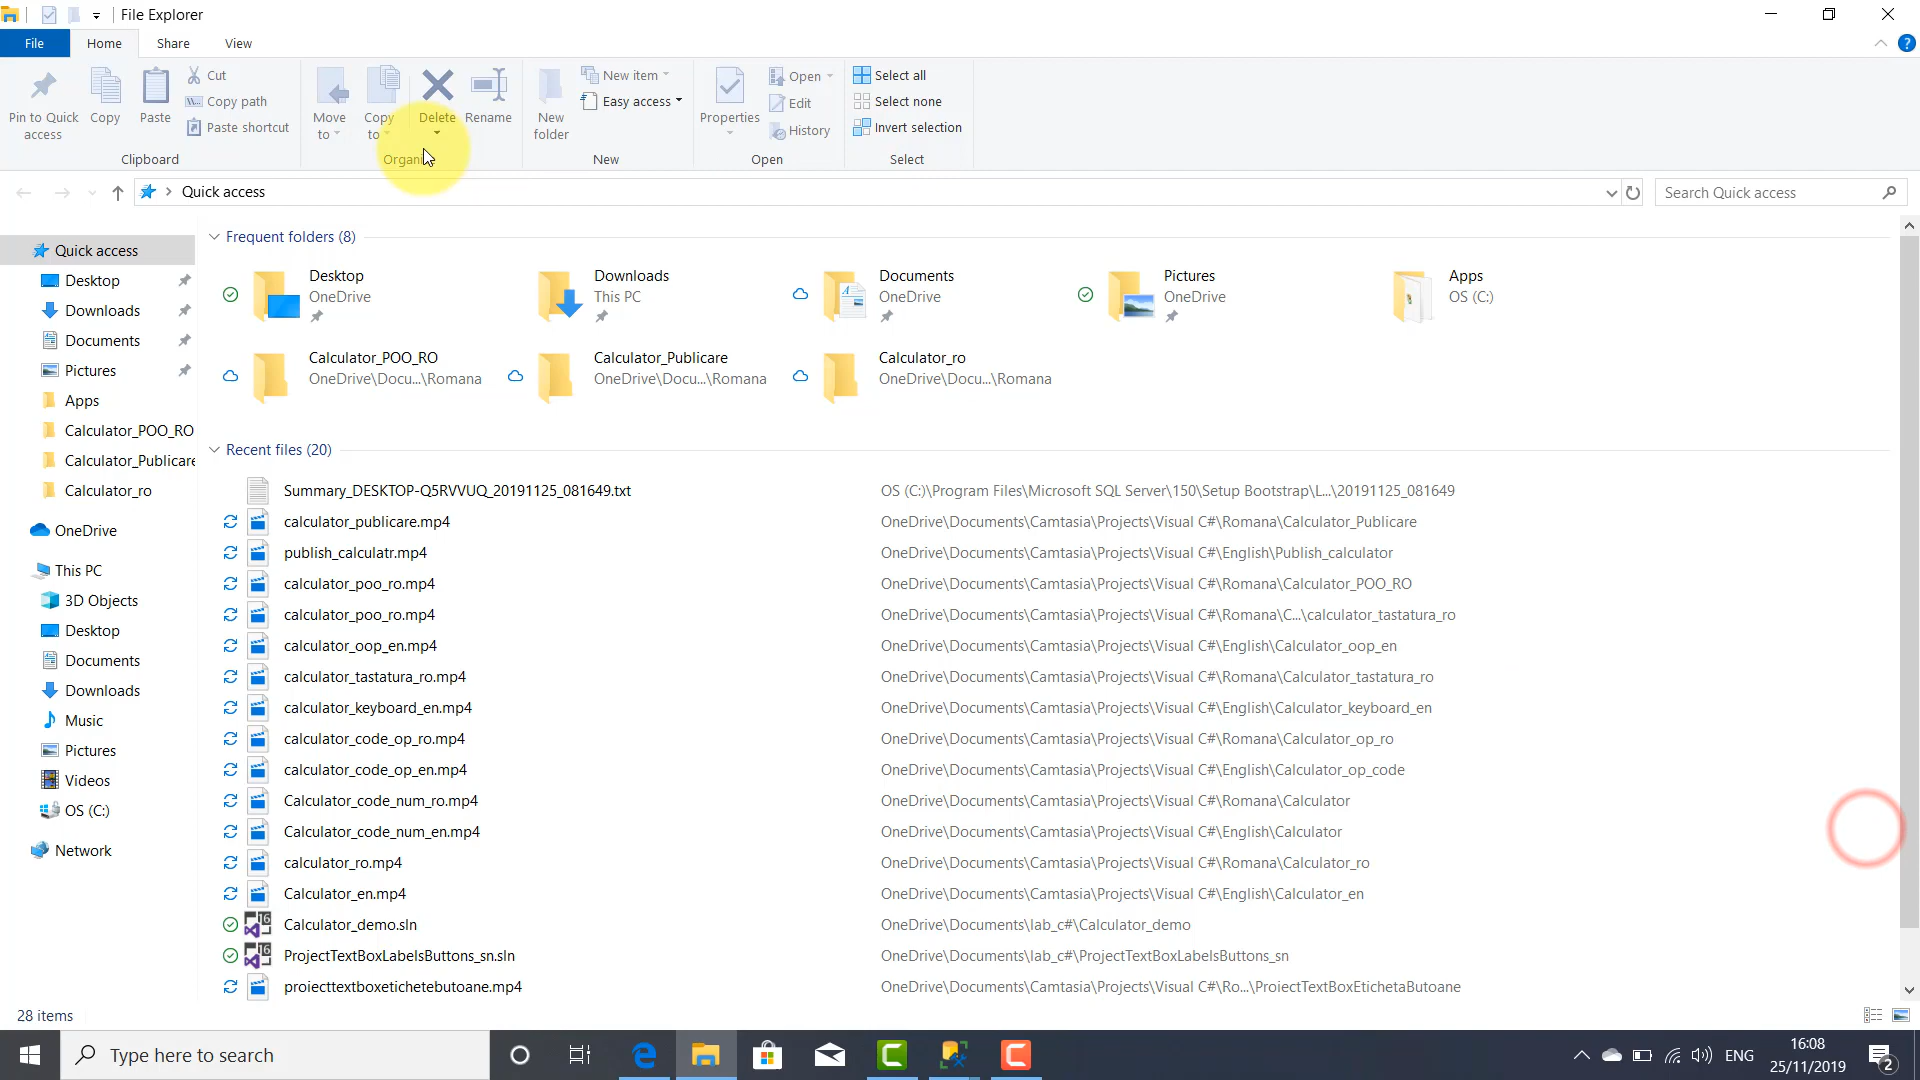 File Explorer
File
Home
Share
View
Pin to Quick access
Copy
Paste
Cut
Copy path
Paste shortcut
Clipboard
Move to
Copy to
Delete
Rename
New folder
New item
Easy access
New
Properties
Open
Edit
History
Open
Select all
Select none
Invert selection
Select
Quick access
Search Quick access
Quick access
Desktop
Downloads
Documents
Pictures
Apps
Calculator_POO_RO
Calculator_Publicare
Calculator_ro
OneDrive
This PC
3D Objects
Desktop
Documents
Downloads
Music
Pictures
Videos
OS (C:)
Network
Frequent folders (8)
Desktop
OneDrive
Downloads
This PC
Documents
OneDrive
Pictures
OneDrive
Apps
OS (C:)
Calculator_POO_RO
OneDrive\Docu...\Romana
Calculator_Publicare
OneDrive\Docu...\Romana
Calculator_ro
OneDrive\Docu...\Romana
Recent files (20)
Summary_DESKTOP-Q5RVVUQ_20191125_081649.txt OS (C:)\Program Files\Microsoft SQL Server\150\Setup Bootstrap\L...\20191125_081649
calculator_publicare.mp4 OneDrive\Documents\Camtasia\Projects\Visual C#\Romana\Calculator_Publicare
publish_calculatr.mp4 OneDrive\Documents\Camtasia\Projects\Visual C#\English\Publish_calculator
calculator_poo_ro.mp4 OneDrive\Documents\Camtasia\Projects\Visual C#\Romana\Calculator_POO_RO
calculator_poo_ro.mp4 OneDrive\Documents\Camtasia\Projects\Visual C#\Romana\C...\calculator_tastatura_ro
calculator_oop_en.mp4 OneDrive\Documents\Camtasia\Projects\Visual C#\English\Calculator_oop_en
calculator_tastatura_ro.mp4 OneDrive\Documents\Camtasia\Projects\Visual C#\Romana\Calculator_tastatura_ro
calculator_keyboard_en.mp4 OneDrive\Documents\Camtasia\Projects\Visual C#\English\Calculator_keyboard_en
calculator_code_op_ro.mp4 OneDrive\Documents\Camtasia\Projects\Visual C#\Romana\Calculator_op_ro
calculator_code_op_en.mp4 OneDrive\Documents\Camtasia\Projects\Visual C#\English\Calculator_op_code
Calculator_code_num_ro.mp4 OneDrive\Documents\Camtasia\Projects\Visual C#\Romana\Calculator
Calculator_code_num_en.mp4 OneDrive\Documents\Camtasia\Projects\Visual C#\English\Calculator
calculator_ro.mp4 OneDrive\Documents\Camtasia\Projects\Visual C#\Romana\Calculator_ro
Calculator_en.mp4 OneDrive\Documents\Camtasia\Projects\Visual C#\English\Calculator_en
Calculator_demo.sln OneDrive\Documents\lab_c#\Calculator_demo
ProjectTextBoxLabelsButtons_sn.sln OneDrive\Documents\lab_c#\ProjectTextBoxLabelsButtons_sn
proiecttextboxetichetebutoane.mp4 OneDrive\Documents\Camtasia\Projects\Visual C#\Ro...\ProiectTextBoxEtichetaButoane
28 items
Type here to search
ENG
16:08
25/11/2019
2